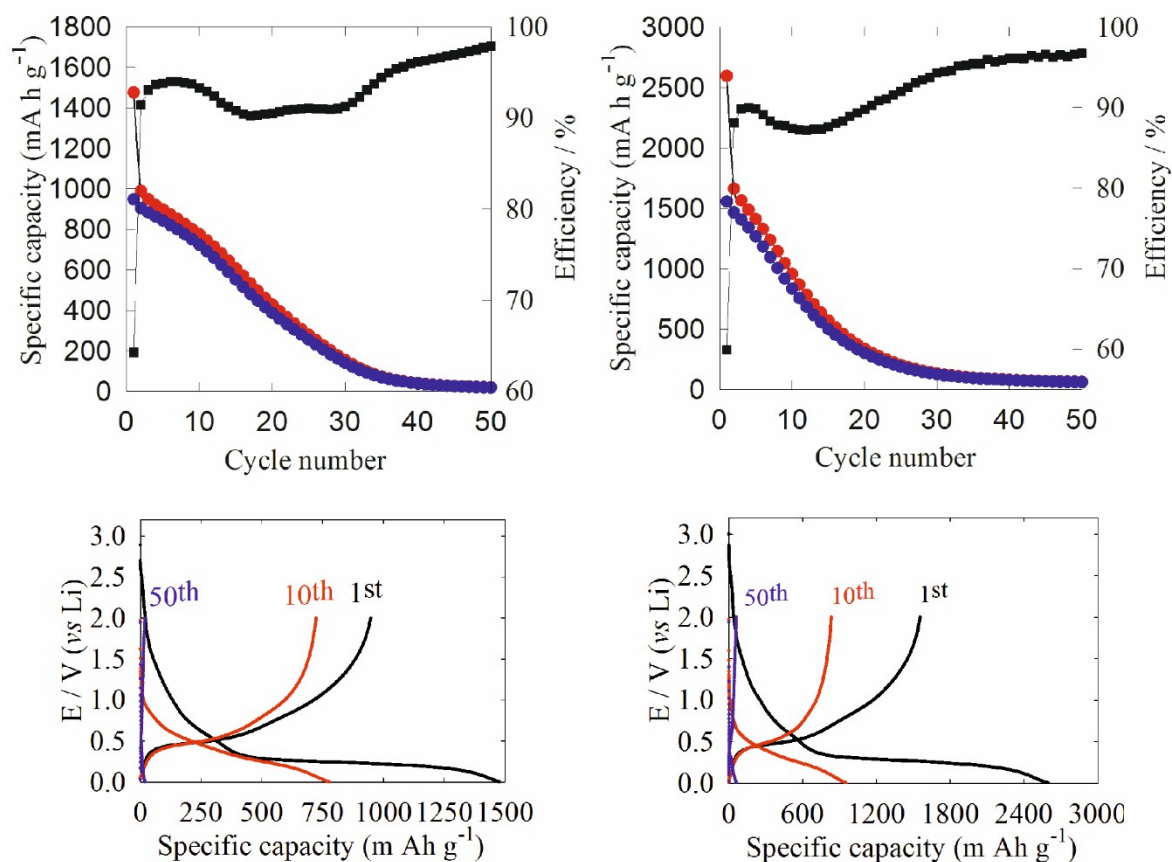 1800
1600
1400
1200
1000
800
600
400
200
0
Specific capacity (mA h g⁻¹)
100
90
80
70
60
Efficiency / %
0 10 20 30 40 50
Cycle number
3000
2500
2000
1500
1000
500
0
Specific capacity (mA h g⁻¹)
100
90
80
70
60
Efficiency / %
0 10 20 30 40 50
Cycle number
3.0
2.5
2.0
1.5
1.0
0.5
0.0
E / V (vs Li)
50th 10th 1st
0 250 500 750 1000 1250 1500
Specific capacity (m Ah g⁻¹)
3.0
2.5
2.0
1.5
1.0
0.5
0.0
E / V (vs Li)
50th 10th 1st
0 600 1200 1800 2400 3000
Specific capacity (m Ah g⁻¹)